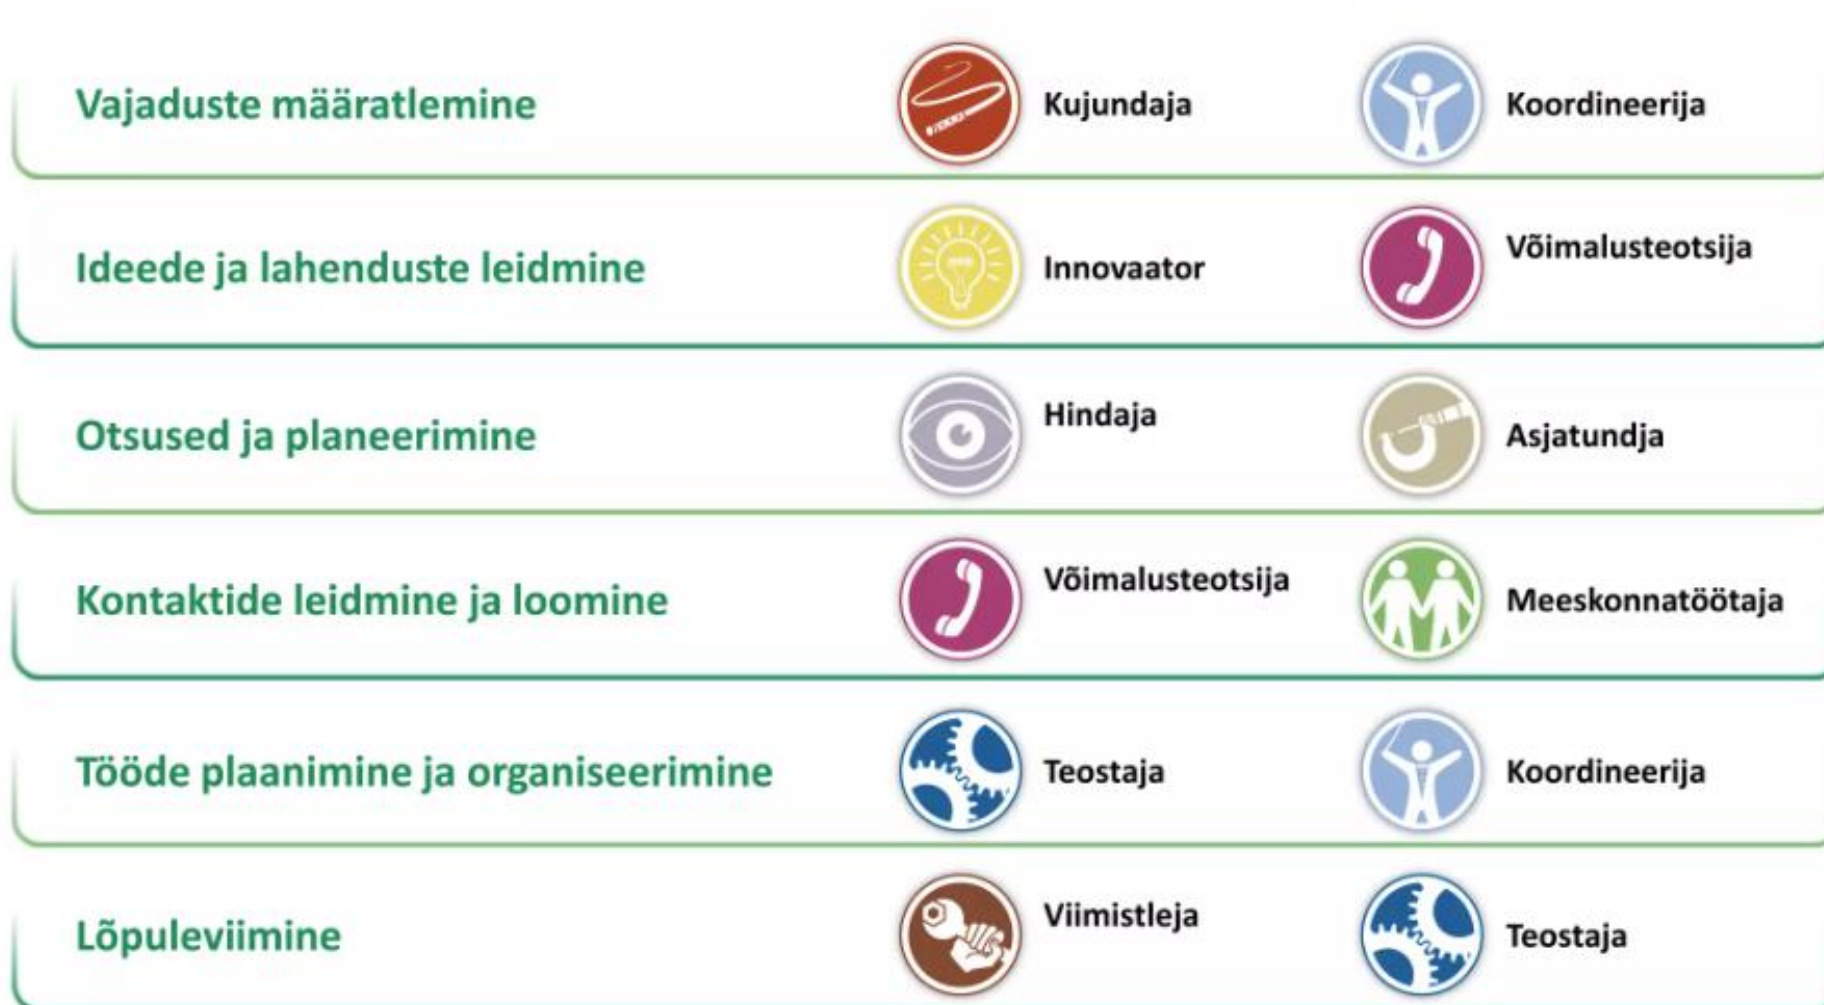 Vajaduste määratlemine Kujundaja Koordineerija
Ideede ja lahenduste leidmine Innovaator Võimalusteotsija
Otsused ja planeerimine Hindaja Asjatundja
Kontaktide leidmine ja loomine Võimalusteotsija Meeskonnatöötaja
Tööde plaanimine ja organiseerimine Teostaja Koordineerija
Lõpuleviimine Viimistleja Teostaja